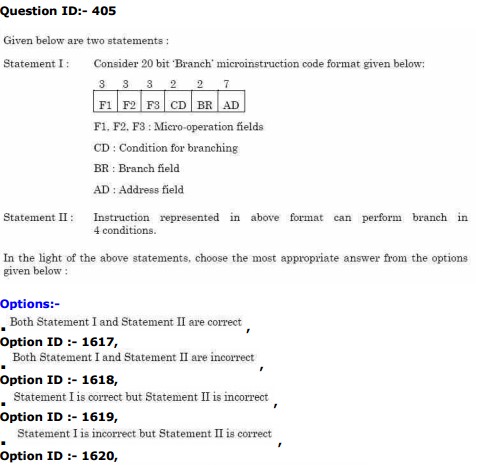 Question ID:- 405
Given below are two statements :
Statement I : Consider 20 bit ‘Branch’ microinstruction code format given below:
3 3 3 2 2 7
F1 F2 F3 CD BR AD
F1, F2, F3 : Micro-operation fields
CD : Condition for branching
BR : Branch field
AD : Address field
Statement II : Instruction represented in above format can perform branch in
4 conditions.
In the light of the above statements, choose the most appropriate answer from the options
given below :
Options:-
Both Statement I and Statement II are correct ,
Option ID :- 1617,
Both Statement I and Statement II are incorrect ,
Option ID :- 1618,
Statement I is correct but Statement II is incorrect ,
Option ID :- 1619,
Statement I is incorrect but Statement II is correct ,
Option ID :- 1620,